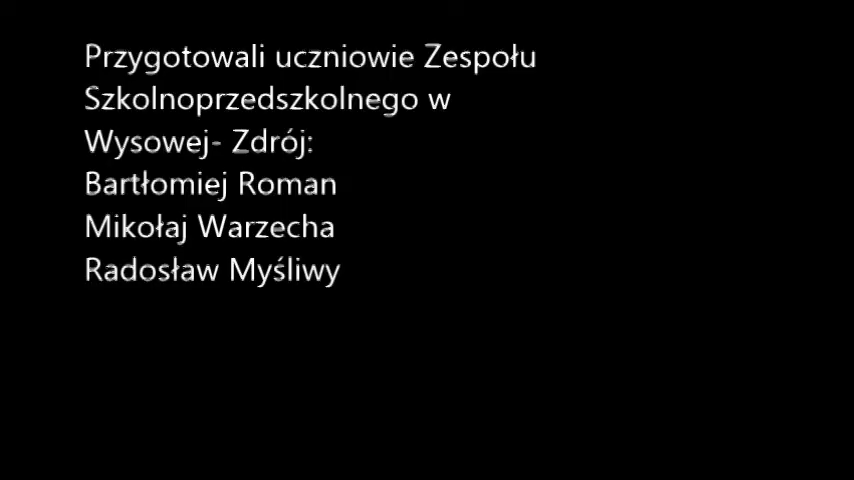 Przygotowali uczniowie Zespołu
Szkolnoprzedszkolnego w
Wysowej- Zdrój:
Bartłomiej Roman
Mikołaj Warzecha
Radosław Myśliwy